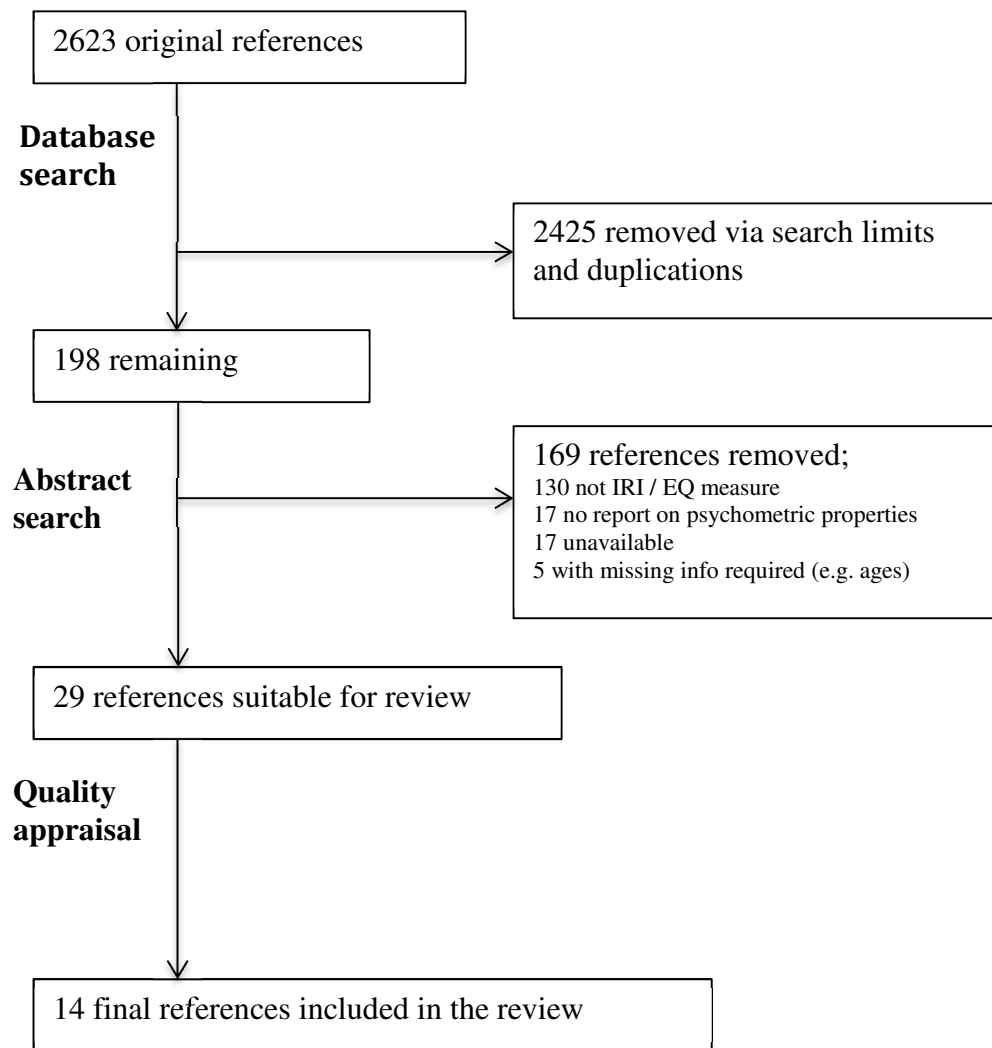 2623 original references
Database
search
2425 removed via search limits
and duplications
198 remaining
Abstract
search
169 references removed;
130 not IRI / EQ measure
17 no report on psychometric properties
17 unavailable
5 with missing info required (e.g. ages)
29 references suitable for review
Quality
appraisal
14 final references included in the review